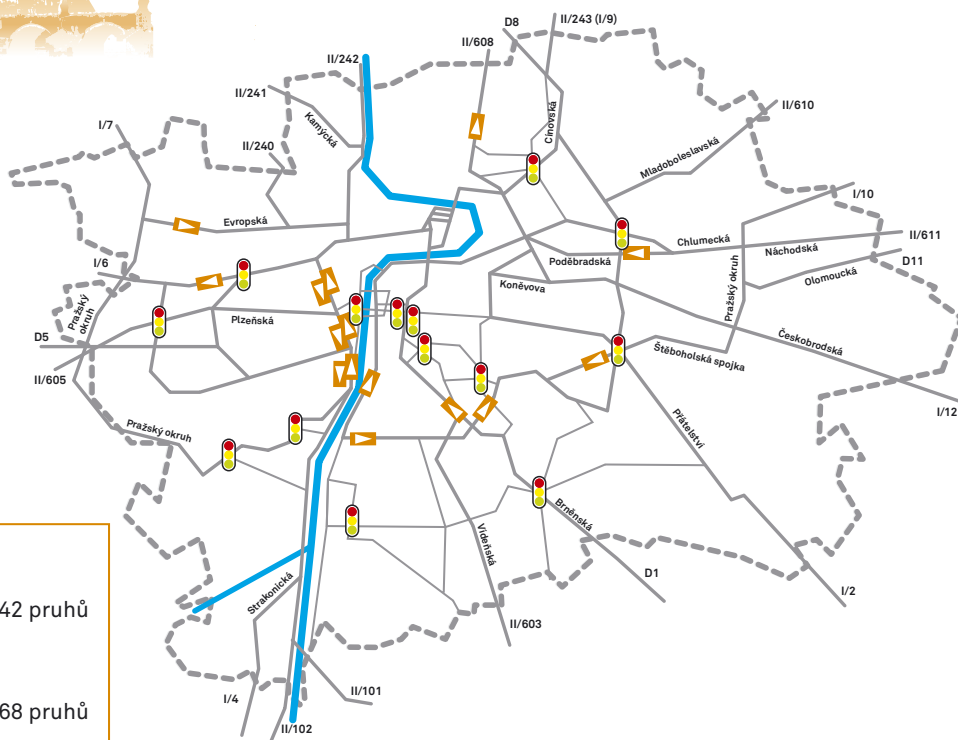 D8
II/243 (I/9)
II/608
II/242
II/241
Kamýcká
I/7
II/240
Cínovská
II/610
Mladoboleslavská
I/10
Evropská
Chlumecká
Náchodská
II/611
D11
Poděbradská
I/6
Koněvova
Pražský okruh
Olomoucká
Pražský
okruh
Plzeňská
D5
II/605
Štěboholská spojka
Českobrodská
I/12
Přátelství
Pražský okruh
Brněnská
Vídeňská
D1
I/2
Strakonická
II/603
42 pruhů
68 pruhů
I/4
II/101
II/102